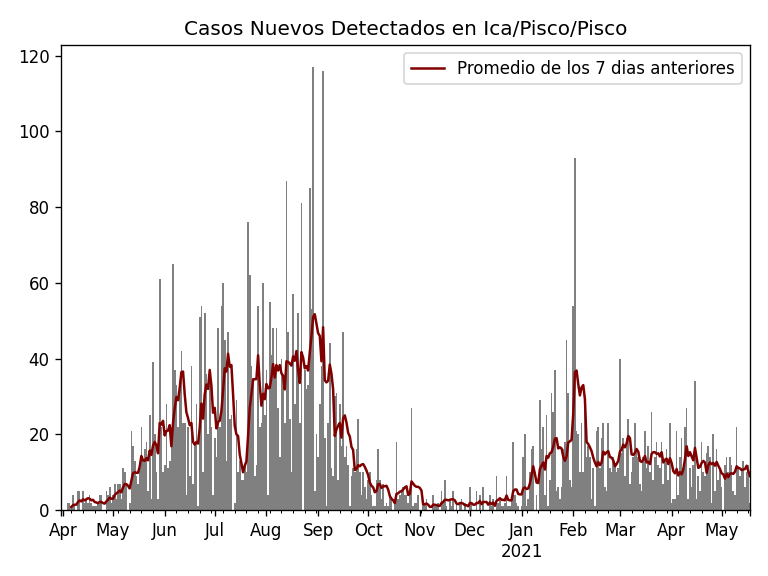 Casos Nuevos Detectados en Ica/Pisco/Pisco
Promedio de los 7 dias anteriores
120
100
80
60
40
20
0
Apr May Jun Jul Aug Sep Oct Nov Dec Jan Feb Mar Apr May
2021